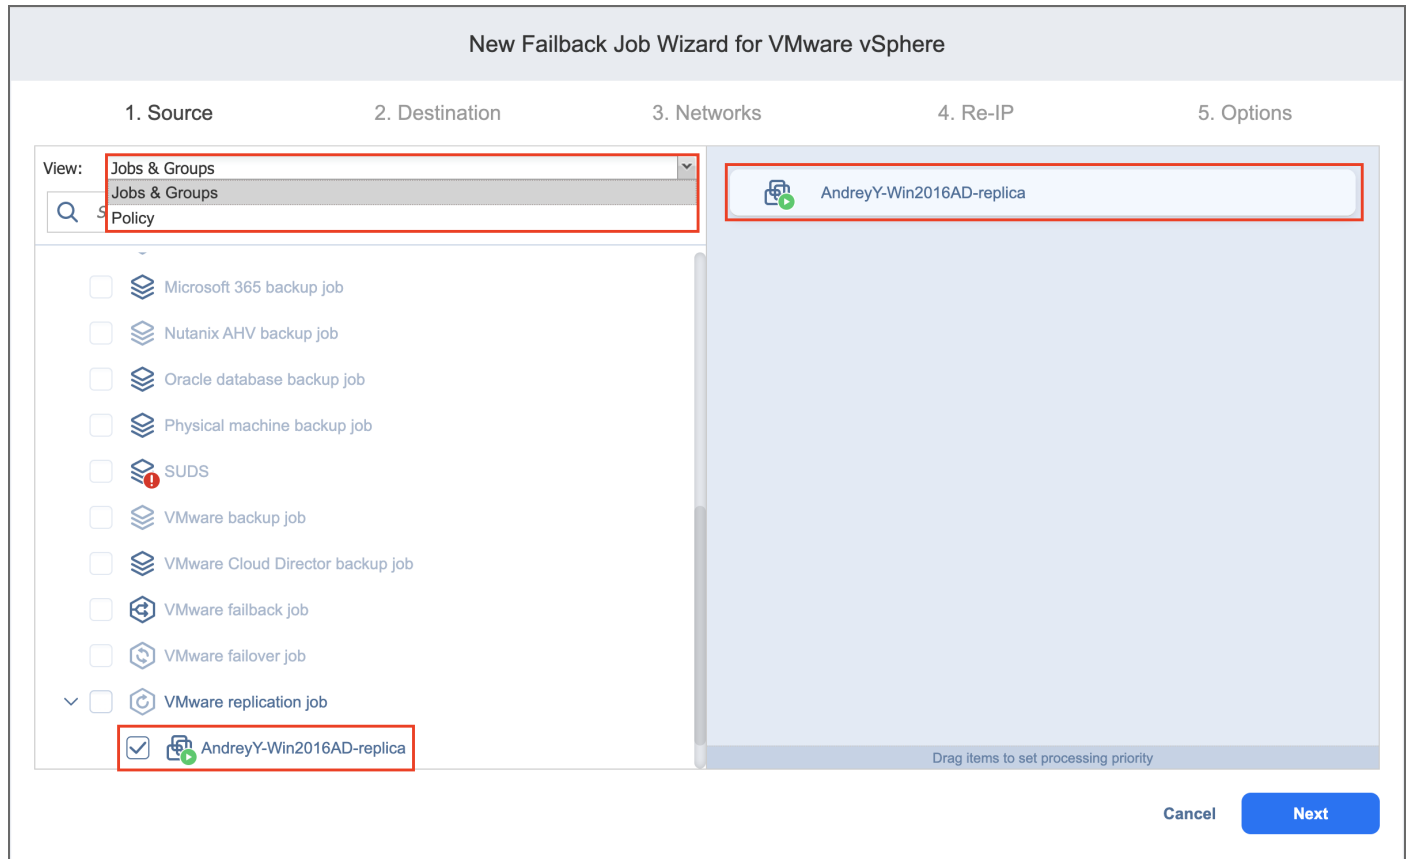 New Failback Job Wizard for VMware vSphere
1. Source 2. Destination 3. Networks 4. Re-IP 5. Options
View: Jobs & Groups
Jobs & Groups
Policy
AndreyY-Win2016AD-replica
Microsoft 365 backup job
Nutanix AHV backup job
Oracle database backup job
Physical machine backup job
SUDS
VMware backup job
VMware Cloud Director backup job
VMware failback job
VMware failover job
VMware replication job
AndreyY-Win2016AD-replica
Drag items to set processing priority
Cancel Next